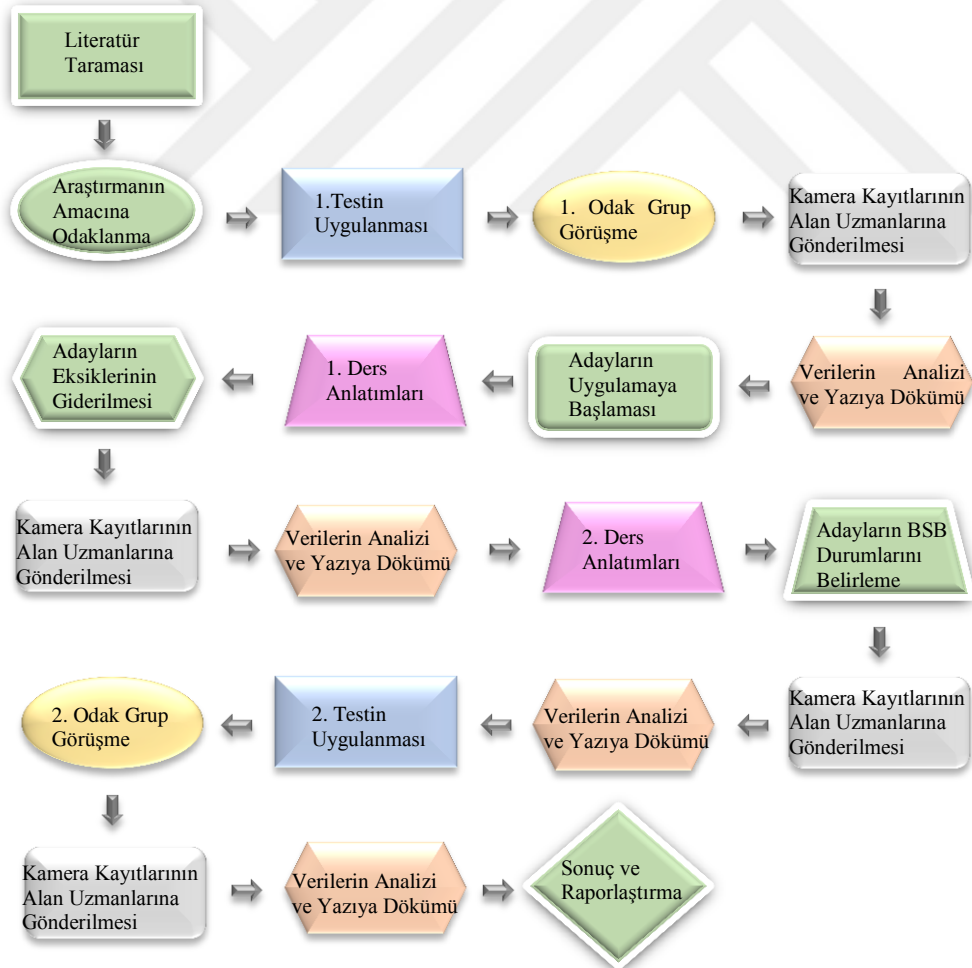 Literatür
Taraması
Araştırmanın
Amacına
Odaklanma
1.Testin
Uygulanması
1. Odak Grup
Görüşme
Kamera Kayıtlarının
Alan Uzmanlarına
Gönderilmesi
Verilerin Analizi
ve Yazıya Dökümü
Adayların
Uygulamaya
Başlaması
1. Ders
Anlatımları
Adayların
Eksiklerinin
Giderilmesi
Kamera Kayıtlarının
Alan Uzmanlarına
Gönderilmesi
Verilerin Analizi
ve Yazıya Dökümü
2. Ders
Anlatımları
Adayların BSB
Durumlarını
Belirleme
Kamera Kayıtlarının
Alan Uzmanlarına
Gönderilmesi
Verilerin Analizi
ve Yazıya Dökümü
2. Testin
Uygulanması
2. Odak Grup
Görüşme
Kamera Kayıtlarının
Alan Uzmanlarına
Gönderilmesi
Verilerin Analizi
ve Yazıya Dökümü
Sonuç ve
Raporlaştırma